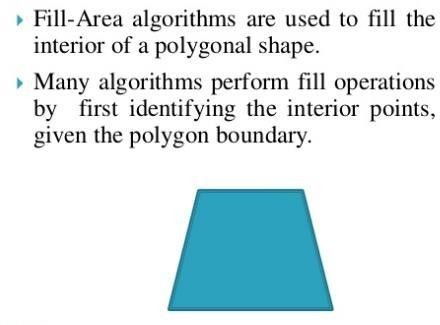 Fill-Area algorithms are used to fill the
interior of a polygonal shape.
Many algorithms perform fill operations
by first identifying the interior points,
given the polygon boundary.